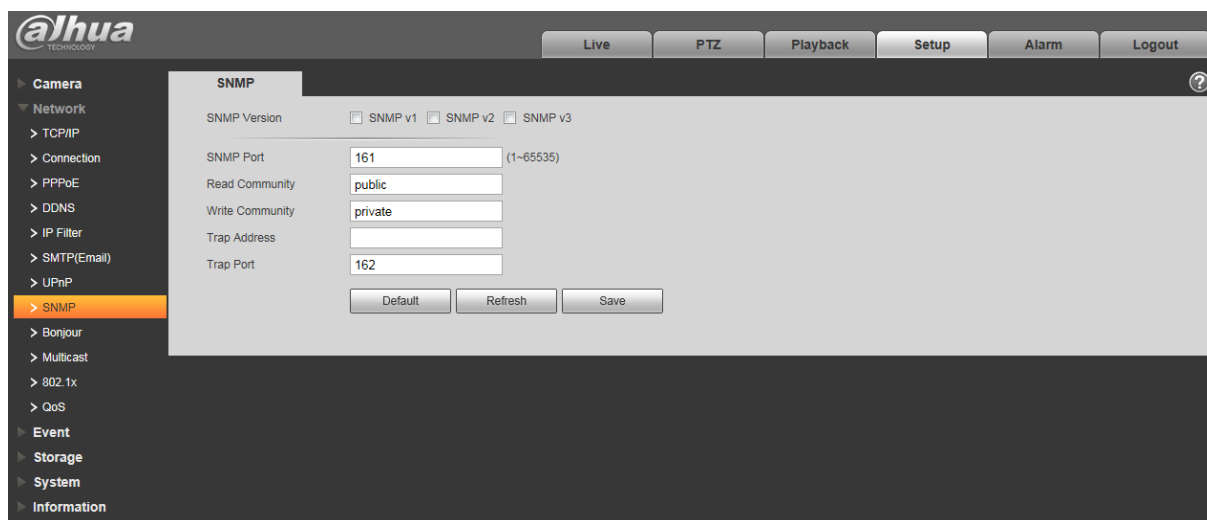 alhua
TECHNOLOGY
Live PTZ Playback Setup Alarm Logout
Camera
Network
> TCP/IP
> Connection
> PPPoE
> DDNS
> IP Filter
> SMTP(Email)
> UPnP
> SNMP
> Bonjour
> Multicast
> 802.1x
> QoS
Event
Storage
System
Information
SNMP
?
SNMP Version SNMP v1 SNMP v2 SNMP v3
SNMP Port 161 (1~65535)
Read Community public
Write Community private
Trap Address
Trap Port 162
Default Refresh Save